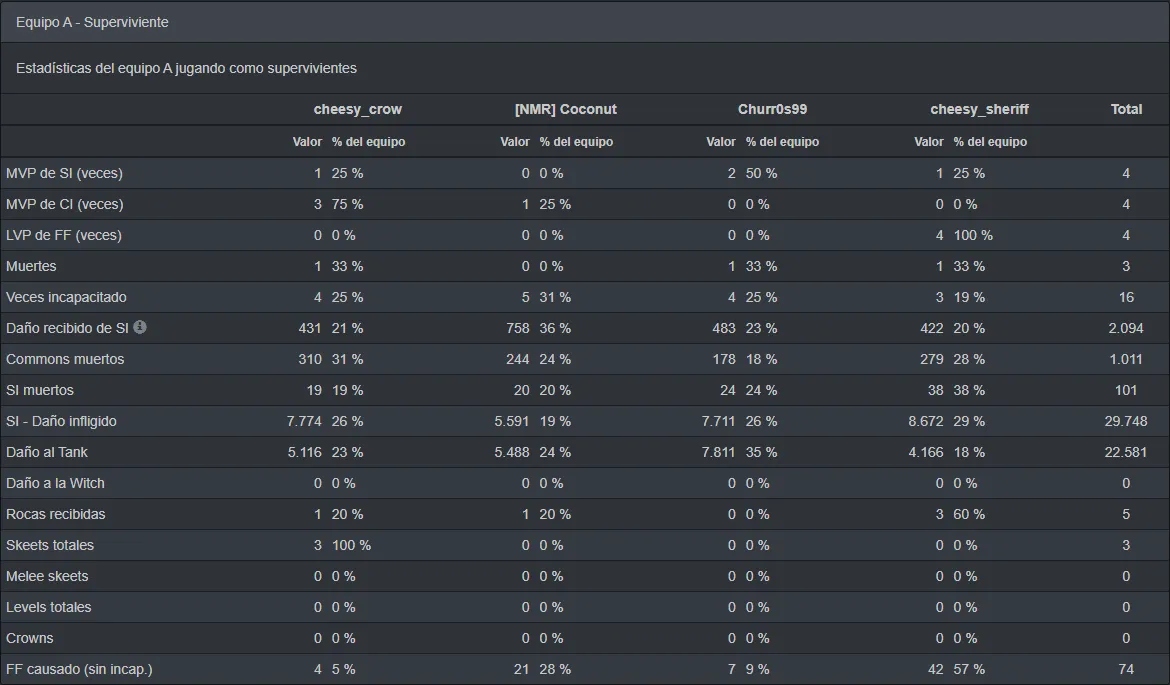 Equipo A - Superviviente
Estadísticas del equipo A jugando como supervivientes
cheesy_crow [NMR] Coconut Churr0s99 cheesy_sheriff Total
Valor % del equipo Valor % del equipo Valor % del equipo Valor % del equipo
MVP de SI (veces) 1 25 % 0 0 % 2 50 % 1 25 % 4
MVP de CI (veces) 3 75 % 1 25 % 0 0 % 0 0 % 4
LVP de FF (veces) 0 0 % 0 0 % 0 0 % 4 100 % 4
Muertes 1 33 % 0 0 % 1 33 % 1 33 % 3
Veces incapacitado 4 25 % 5 31 % 4 25 % 3 19 % 16
Daño recibido de SI 431 21 % 758 36 % 483 23 % 422 20 % 2.094
Commons muertos 310 31 % 244 24 % 178 18 % 279 28 % 1.011
SI muertos 19 19 % 20 20 % 24 24 % 38 38 % 101
SI - Daño infligido 7.774 26 % 5.591 19 % 7.711 26 % 8.672 29 % 29.748
Daño al Tank 5.116 23 % 5.488 24 % 7.811 35 % 4.166 18 % 22.581
Daño a la Witch 0 0 % 0 0 % 0 0 % 0 0 % 0
Rocas recibidas 1 20 % 1 20 % 0 0 % 3 60 % 5
Skeets totales 3 100 % 0 0 % 0 0 % 0 0 % 3
Melee skeets 0 0 % 0 0 % 0 0 % 0 0 % 0
Levels totales 0 0 % 0 0 % 0 0 % 0 0 % 0
Crowns 0 0 % 0 0 % 0 0 % 0 0 % 0
FF causado (sin incap.) 4 5 % 21 28 % 7 9 % 42 57 % 74